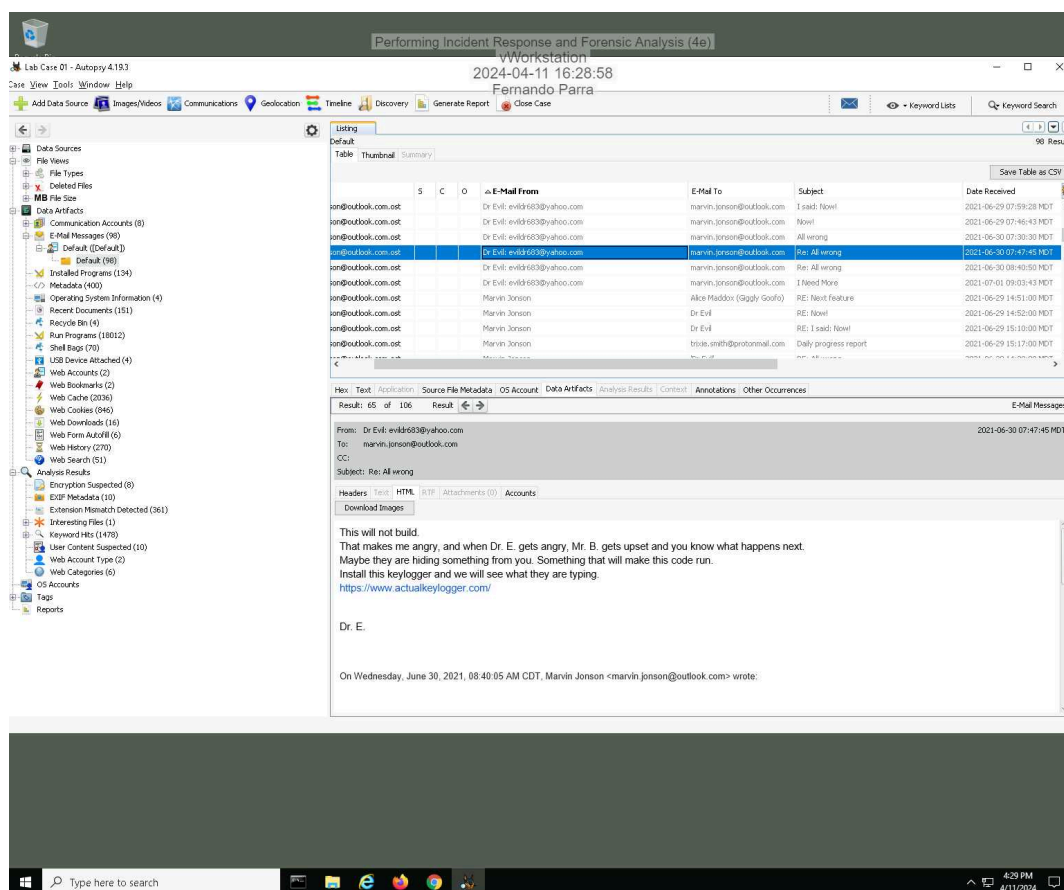 Performing Incident Response and Forensic Analysis (4e)
vWorkstation
2024-04-11 16:28:58
Fernando Parra
Lab Case 01 - Autopsy 4.19.3
Case View Tools Window Help
Add Data Source Images/Videos Communications Geolocation Timeline Discovery Generate Report Close Case Keyword Lists Keyword Search
Data Sources
File Views
File Types
Deleted Files
MB File Size
Data Artifacts
Communication Accounts (8)
E-Mail Messages (98)
Default ([Default])
Default (98)
Installed Programs (134)
Metadata (400)
Operating System Information (4)
Recent Documents (151)
Recycle Bin (4)
Run Programs (18012)
Shell Bags (70)
USB Device Attached (4)
Web Accounts (2)
Web Bookmarks (2)
Web Cache (2036)
Web Cookies (846)
Web Downloads (16)
Web Form Autofill (6)
Web History (270)
Web Search (51)
Analysis Results
Encryption Suspected (8)
EXIF Metadata (10)
Extension Mismatch Detected (361)
Interesting Files (1)
Keyword Hits (1478)
User Content Suspected (10)
Web Account Type (2)
Web Categories (6)
OS Accounts
Tags
Reports
Listing
Default 98 Resu
Table Thumbnail Summary
Save Table as CSV
S C O E-Mail From E-Mail To Subject Date Received
son@outlook.com.ost Dr Evil: evildr683@yahoo.com marvin.jonson@outlook.com I said: Now! 2021-06-29 07:59:28 MDT
son@outlook.com.ost Dr Evil: evildr683@yahoo.com marvin.jonson@outlook.com Now! 2021-06-29 07:46:43 MDT
son@outlook.com.ost Dr Evil: evildr683@yahoo.com marvin.jonson@outlook.com All wrong 2021-06-30 07:30:30 MDT
son@outlook.com.ost Dr Evil: evildr683@yahoo.com marvin.jonson@outlook.com Re: All wrong 2021-06-30 07:47:45 MDT
son@outlook.com.ost Dr Evil: evildr683@yahoo.com marvin.jonson@outlook.com Re: All wrong 2021-06-30 08:40:50 MDT
son@outlook.com.ost Dr Evil: evildr683@yahoo.com marvin.jonson@outlook.com I Need More 2021-07-01 09:03:43 MDT
son@outlook.com.ost Marvin Jonson Alice Maddox (Giggly Goofo) RE: Next feature 2021-06-29 14:51:00 MDT
son@outlook.com.ost Marvin Jonson Dr Evil RE: Now! 2021-06-29 14:52:00 MDT
son@outlook.com.ost Marvin Jonson Dr Evil RE: I said: Now! 2021-06-29 15:10:00 MDT
son@outlook.com.ost Marvin Jonson trixie.smith@protonmail.com Daily progress report 2021-06-29 15:17:00 MDT
Hex Text Application Source File Metadata OS Account Data Artifacts Analysis Results Context Annotations Other Occurrences
Result: 65 of 106 Result E-Mail Messages
From: Dr Evil: evildr683@yahoo.com 2021-06-30 07:47:45 MDT
To: marvin.jonson@outlook.com
CC:
Subject: Re: All wrong
Headers Text HTML RTF Attachments (0) Accounts
Download Images
This will not build.
That makes me angry, and when Dr. E. gets angry, Mr. B. gets upset and you know what happens next.
Maybe they are hiding something from you. Something that will make this code run.
Install this keylogger and we will see what they are typing.
https://www.actualkeylogger.com/
Dr. E.
On Wednesday, June 30, 2021, 08:40:05 AM CDT, Marvin Jonson <marvin.jonson@outlook.com> wrote:
Type here to search
4:29 PM
4/11/2024